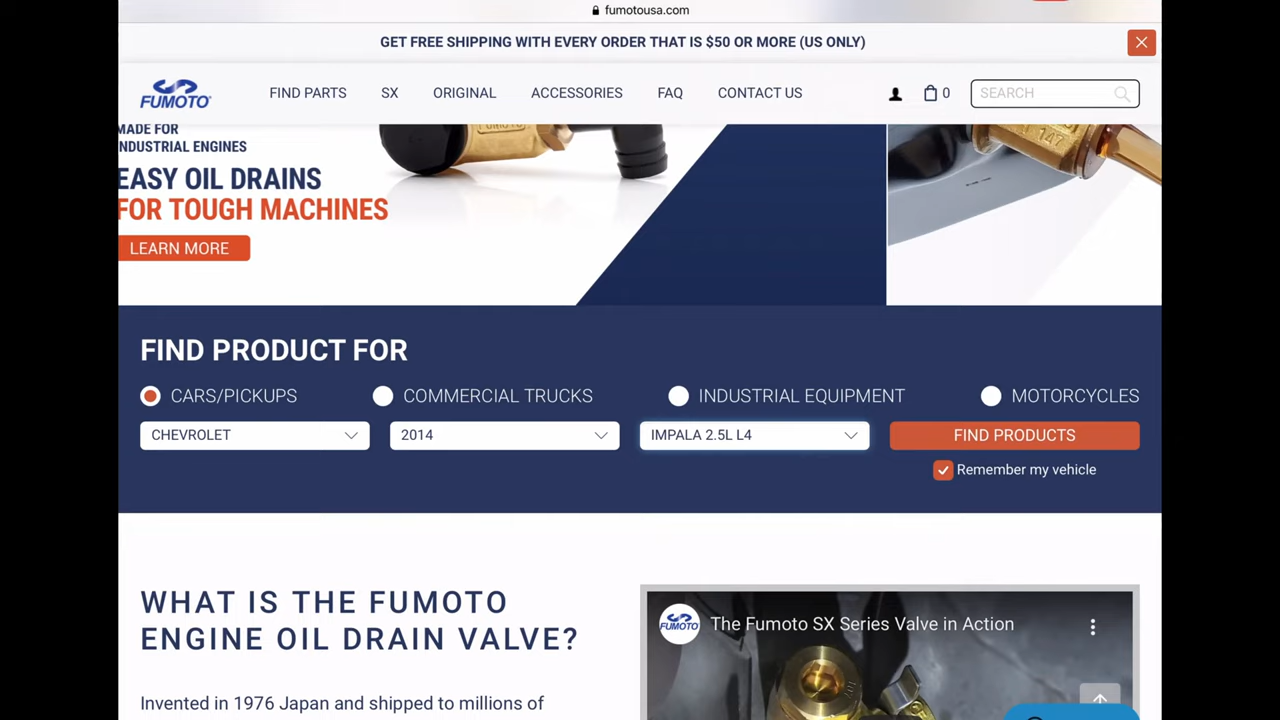 fumotousa.com
GET FREE SHIPPING WITH EVERY ORDER THAT IS $50 OR MORE (US ONLY)
FUMOTO
FIND PARTS
SX
ORIGINAL
ACCESSORIES
FAQ
CONTACT US
0
SEARCH
MADE FOR
INDUSTRIAL ENGINES
EASY OIL DRAINS
FOR TOUGH MACHINES
LEARN MORE
147
FIND PRODUCT FOR
CARS/PICKUPS
COMMERCIAL TRUCKS
INDUSTRIAL EQUIPMENT
MOTORCYCLES
CHEVROLET
2014
IMPALA 2.5L L4
FIND PRODUCTS
Remember my vehicle
WHAT IS THE FUMOTO
ENGINE OIL DRAIN VALVE?
Invented in 1976 Japan and shipped to millions of
FUMOTO
The Fumoto SX Series Valve in Action